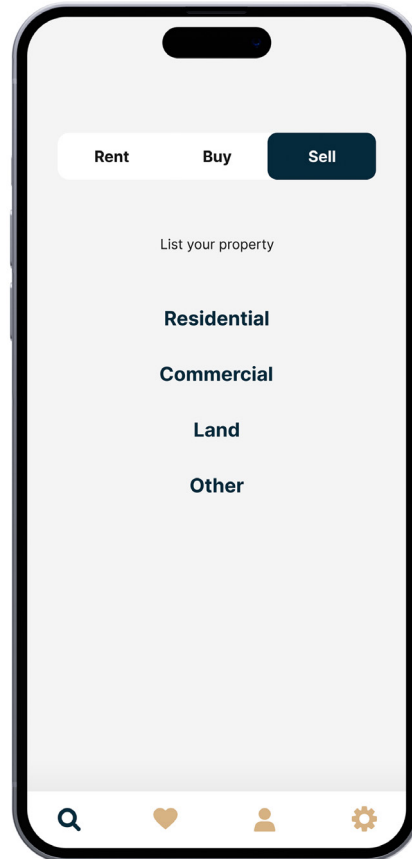 Rent Buy Sell
List your property
Residential
Commercial
Land
Other